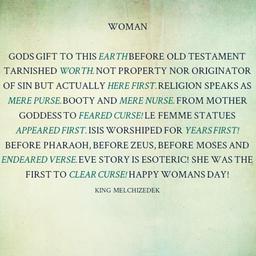 WOMAN
GODS GIFT TO THIS EARTH BEFORE OLD TESTAMENT
TARNISHED WORTH. NOT PROPERTY NOR ORIGINATOR
OF SIN BUT ACTUALLY HERE FIRST. RELIGION SPEAKS AS
MERE PURSE. BOOTY AND MERE NURSE. FROM MOTHER
GODDESS TO FEARED CURSE! LE FEMME STATUES
APPEARED FIRST. ISIS WORSHIPED FOR YEARS FIRST!
BEFORE PHARAOH, BEFORE ZEUS, BEFORE MOSES AND
ENDEARED VERSE. EVE STORY IS ESOTERIC! SHE WAS THE
FIRST TO CLEAR CURSE! HAPPY WOMANS DAY!
KING MELCHIZEDEK